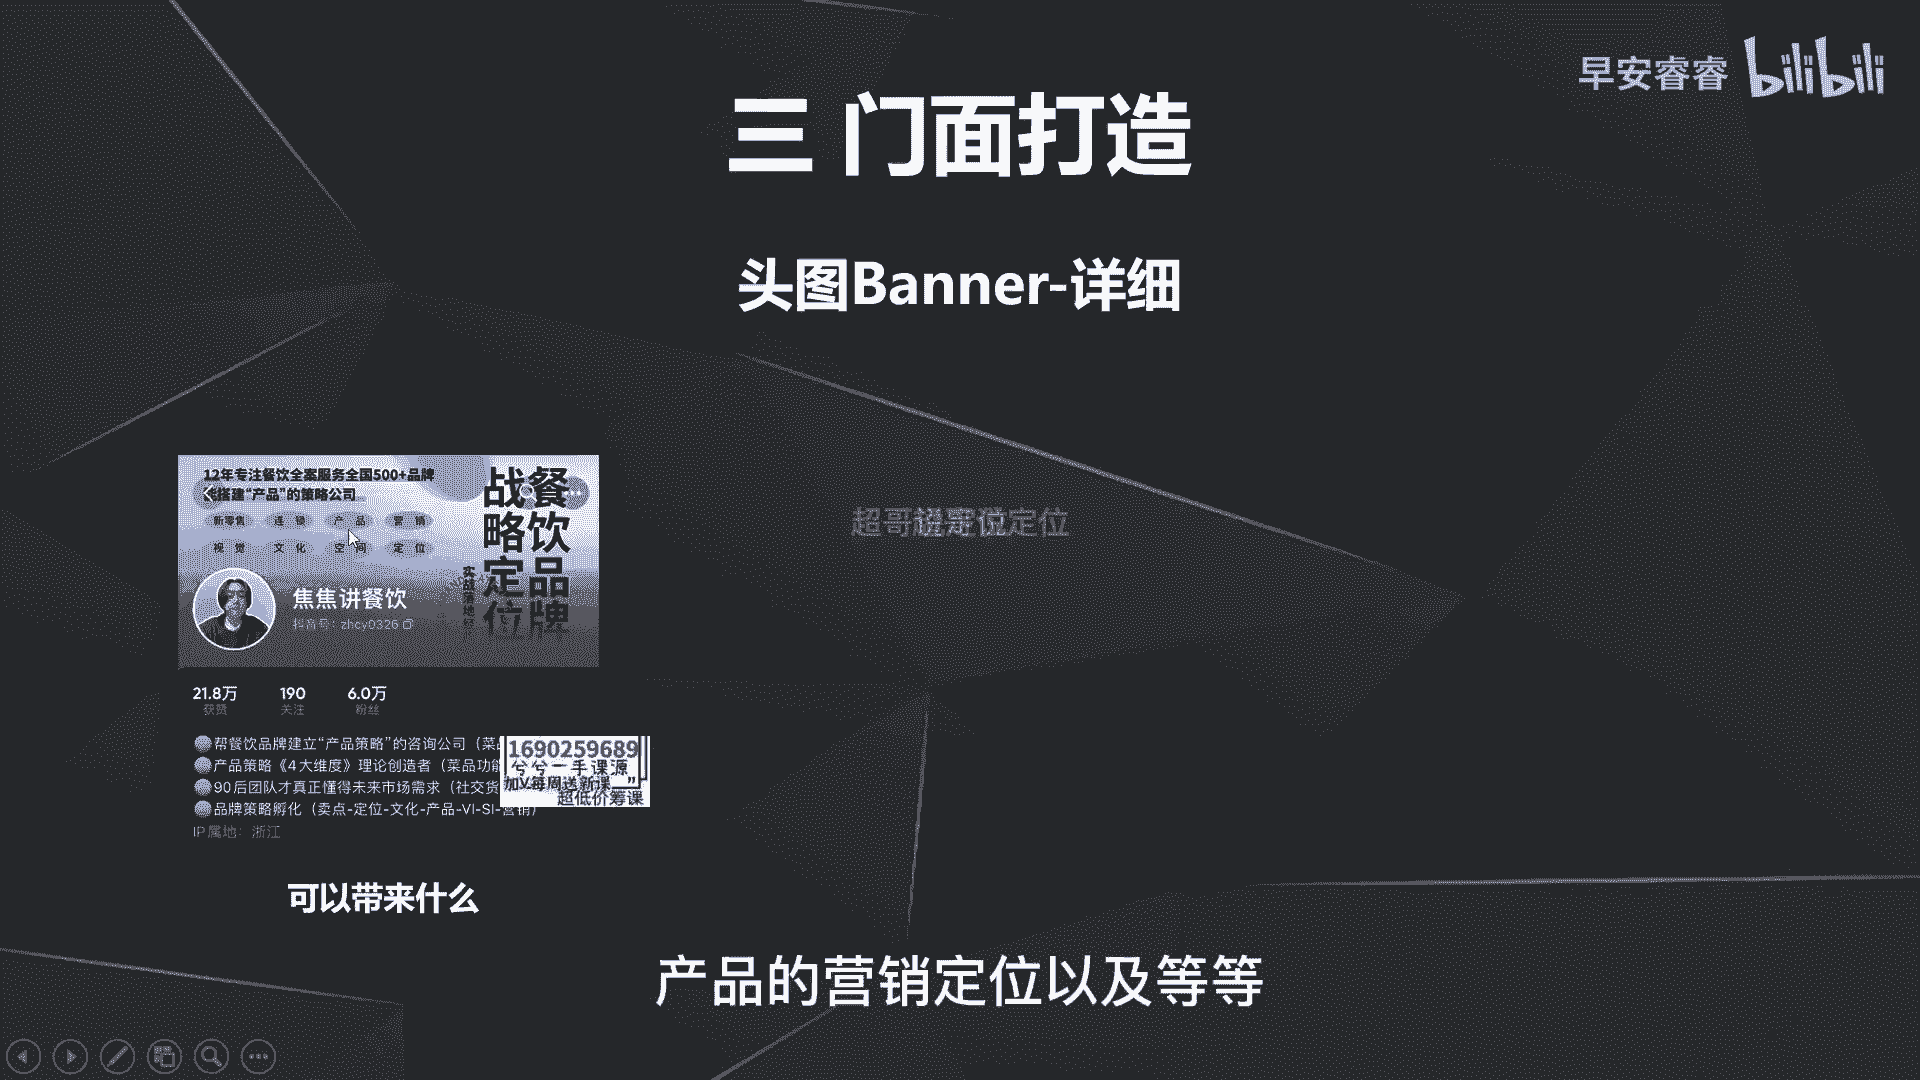 早安睿睿 bilibili
三 门面打造
头图Banner-详细
12年专注餐饮全案服务全国500+品牌
搭建“产品”的策略公司
新零售 连锁 产品 营销
视觉 文化 空间 定位
餐饮品牌
战略定位
焦焦讲餐饮
抖音号：zhcy0326
21.8万 190 6.0万
获赞 关注 粉丝
帮餐饮品牌建立“产品策略”的咨询公司（菜
产品策略《4大维度》理论创造者（菜品功能
90后团队才真正懂得未来市场需求（社交货
品牌策略孵化（卖点-定位-文化-产品-VI-SI-营销）
IP属地：浙江
1690259689
兮兮一手课源
加V每周送新课
超低价筹课
可以带来什么
产品的营销定位以及等等